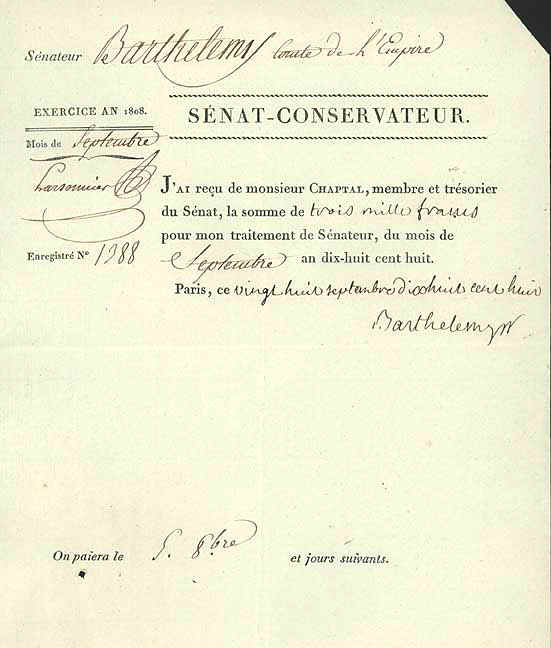 Sénateur Barthelemy Comte de L'Empire
EXERCICE AN 1808.
SÉNAT-CONSERVATEUR.
Mois de Septembre
J'AI reçu de monsieur CHAPTAL, membre et trésorier
du Sénat, la somme de trois mille francs
pour mon traitement de Sénateur, du mois de
Septembre an dix-huit cent huit.
Enregistré N° 1988
Paris, ce vingt huit septembre dix huit cent huit
Barthelemy
On paiera le 5. 8bre et jours suivants.